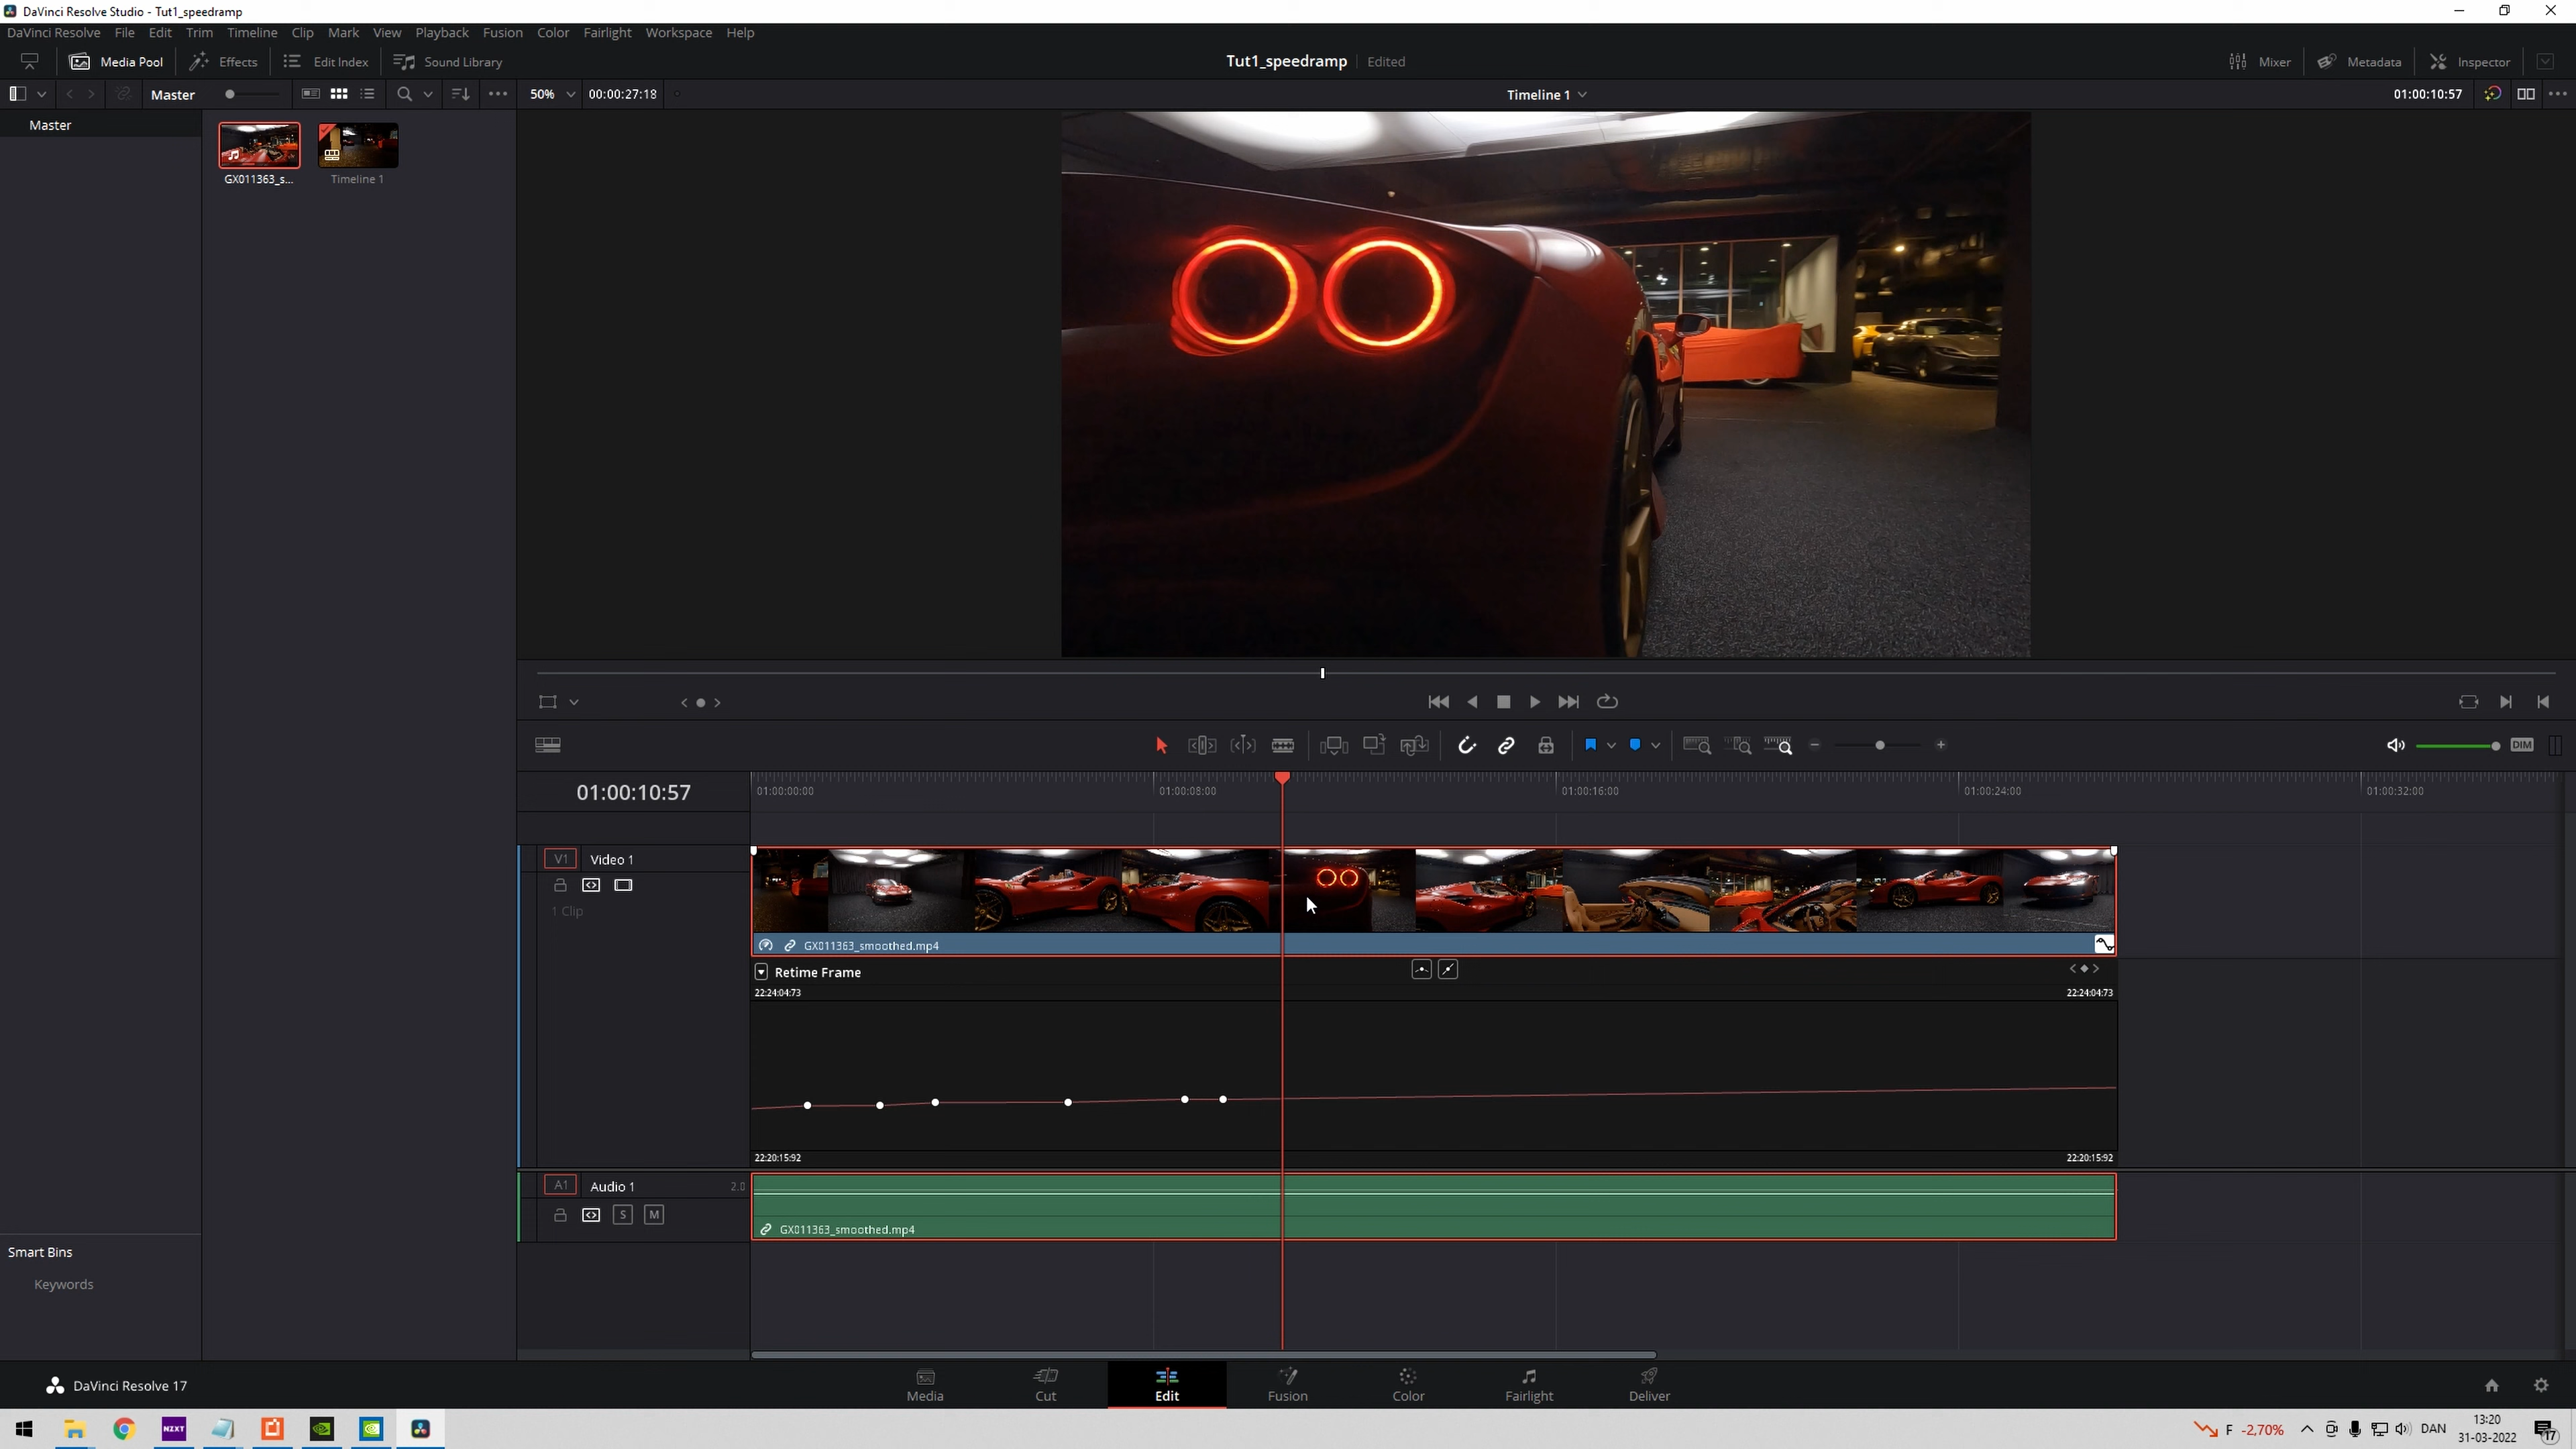 DaVinci Resolve Studio - Tut1_speedramp
DaVinci Resolve File Edit Trim Timeline Clip Mark View Playback Fusion Color Fairlight Workspace Help
Media Pool Effects Edit Index Sound Library Tut1_speedramp Edited Mixer Metadata Inspector
Master 50% 00:00:27:18 Timeline 1 01:00:10:57
Master
GX011363_s... Timeline 1
DIM
01:00:10:57 01:00:00:00 01:00:08:00 01:00:16:00 01:00:24:00 01:00:32:00
V1 Video 1
1 Clip
GX011363_smoothed.mp4
Retime Frame
22:24:04:73 22:24:04:73
22:20:15:92 22:20:15:92
A1 Audio 1 2.0
S M
GX011363_smoothed.mp4
Smart Bins
Keywords
DaVinci Resolve 17 Media Cut Edit Fusion Color Fairlight Deliver
NZXT F -2,70% DAN 13:20
31-03-2022 17